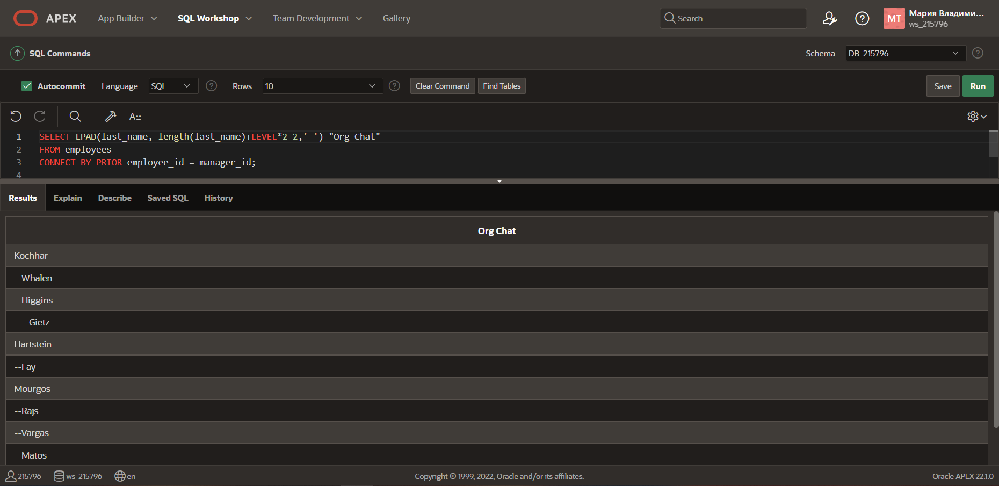 APEX App Builder SQL Workshop Team Development Gallery Search MT Мария Владими...
ws_215796
SQL Commands Schema DB_215796
Autocommit Language SQL Rows 10 Clear Command Find Tables Save Run
A::
1 SELECT LPAD(last_name, length(last_name)+LEVEL*2-2,'-') "Org Chat"
2 FROM employees
3 CONNECT BY PRIOR employee_id = manager_id;
4
Results Explain Describe Saved SQL History
Org Chat
Kochhar
--Whalen
--Higgins
----Gietz
Hartstein
--Fay
Mourgos
--Rajs
--Vargas
--Matos
215796 ws_215796 en Copyright © 1999, 2022, Oracle and/or its affiliates. Oracle APEX 22.1.0